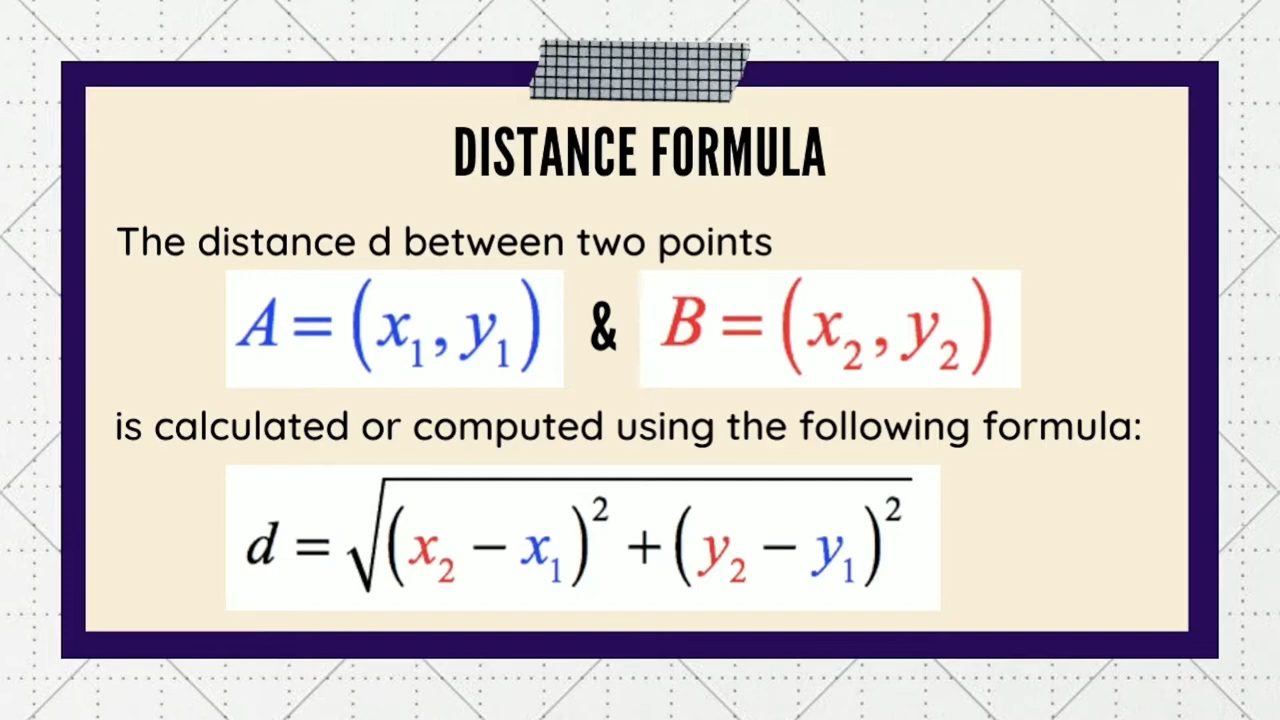 DISTANCE FORMULA
The distance d between two points
A = (x₁, y₁) & B = (x₂, y₂)
is calculated or computed using the following formula:
d = √(x₂ − x₁)² + (y₂ − y₁)²